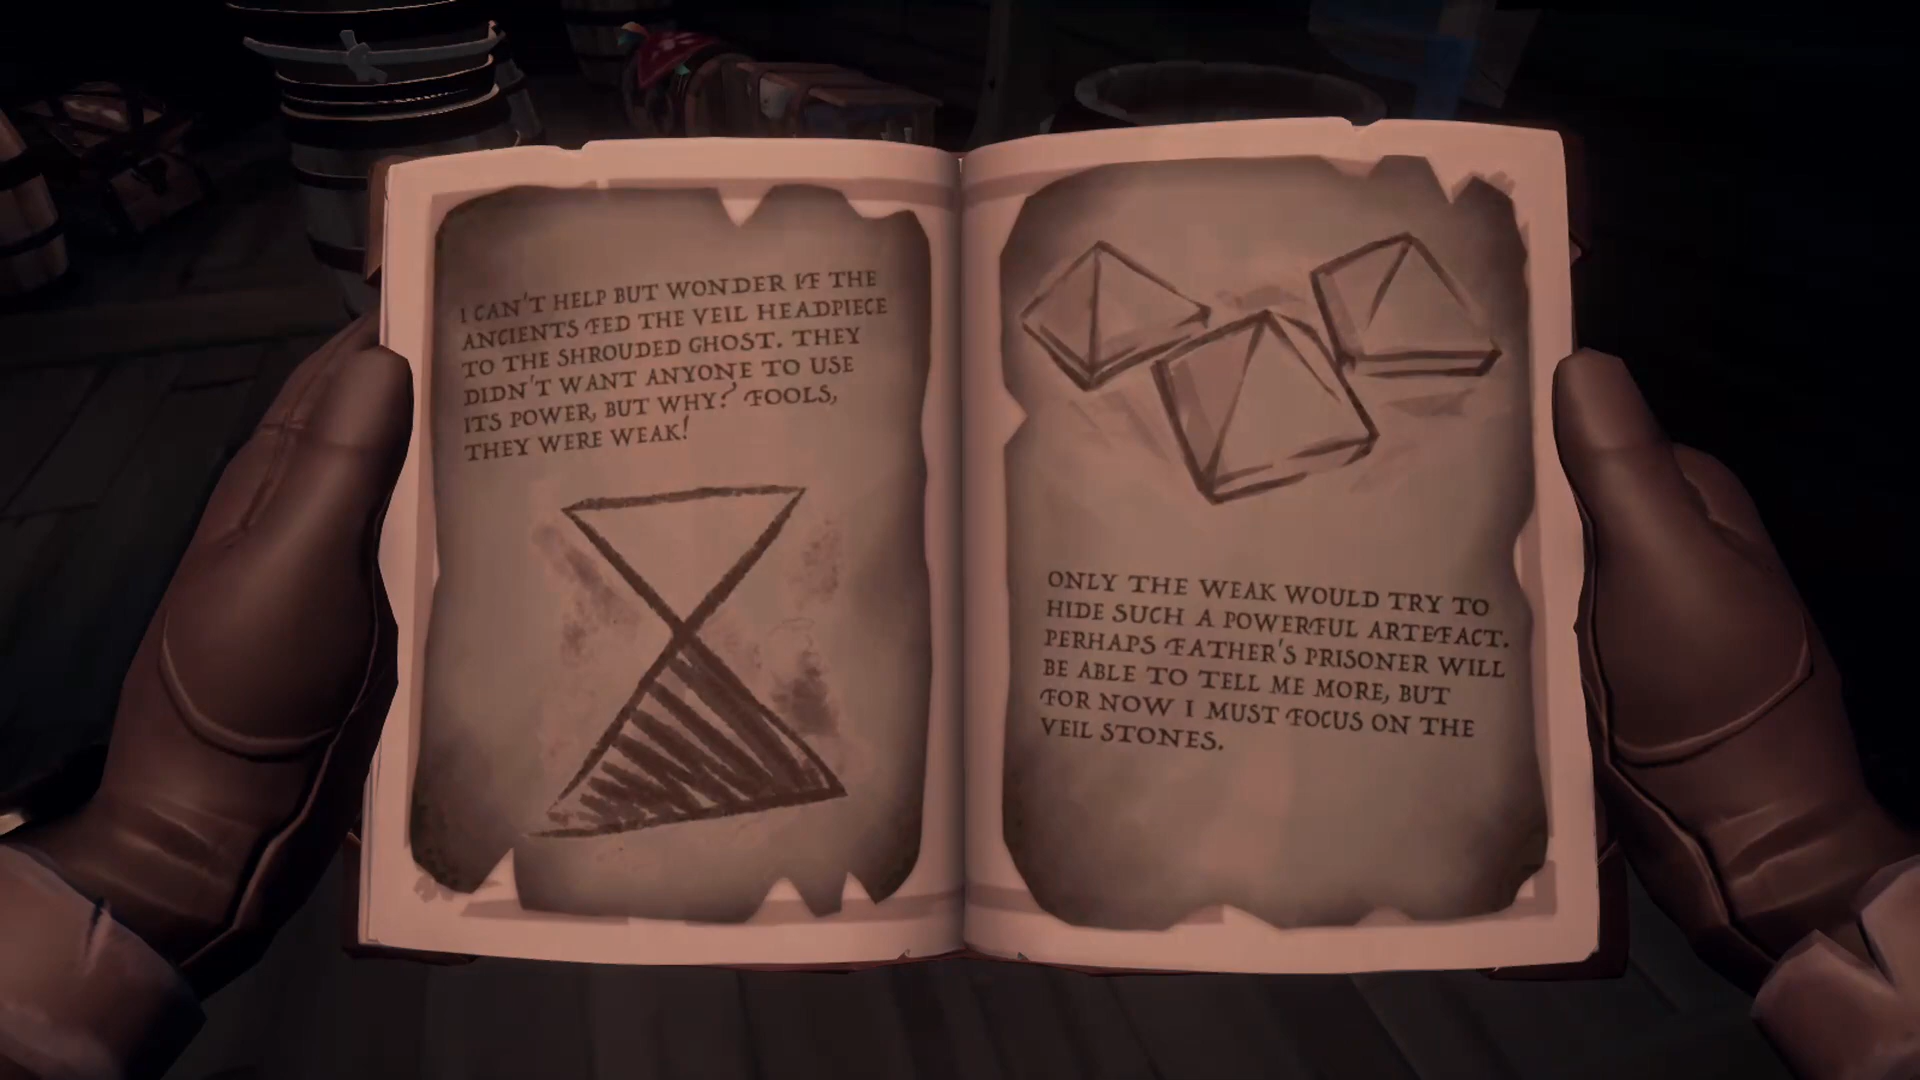 I CAN'T HELP BUT WONDER IF THE
ANCIENTS FED THE VEIL HEADPIECE
TO THE SHROUDED GHOST. THEY
DIDN'T WANT ANYONE TO USE
ITS POWER, BUT WHY? FOOLS,
THEY WERE WEAK!
ONLY THE WEAK WOULD TRY TO
HIDE SUCH A POWERFUL ARTEFACT.
PERHAPS FATHER'S PRISONER WILL
BE ABLE TO TELL ME MORE, BUT
FOR NOW I MUST FOCUS ON THE
VEIL STONES.